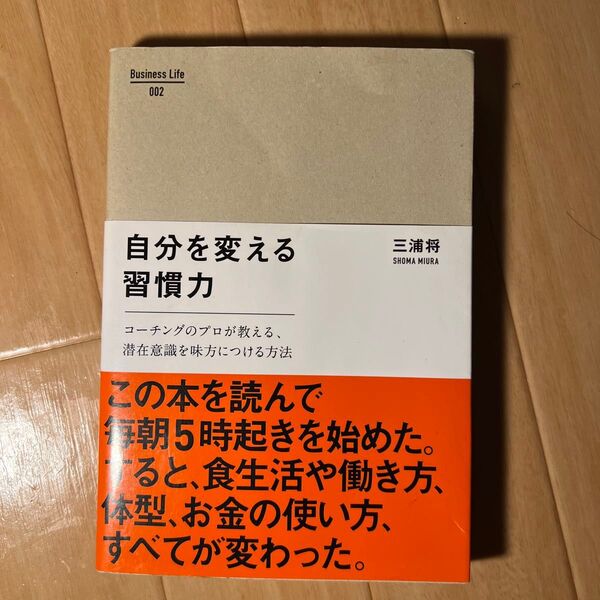 Business Life
002
自分を変える
習慣力
三浦将
SHOMA MIURA
コーチングのプロが教える、
潜在意識を味方につける方法
この本を読んで
毎朝5時起きを始めた。
すると、食生活や働き方、
体型、お金の使い方、
すべてが変わった。